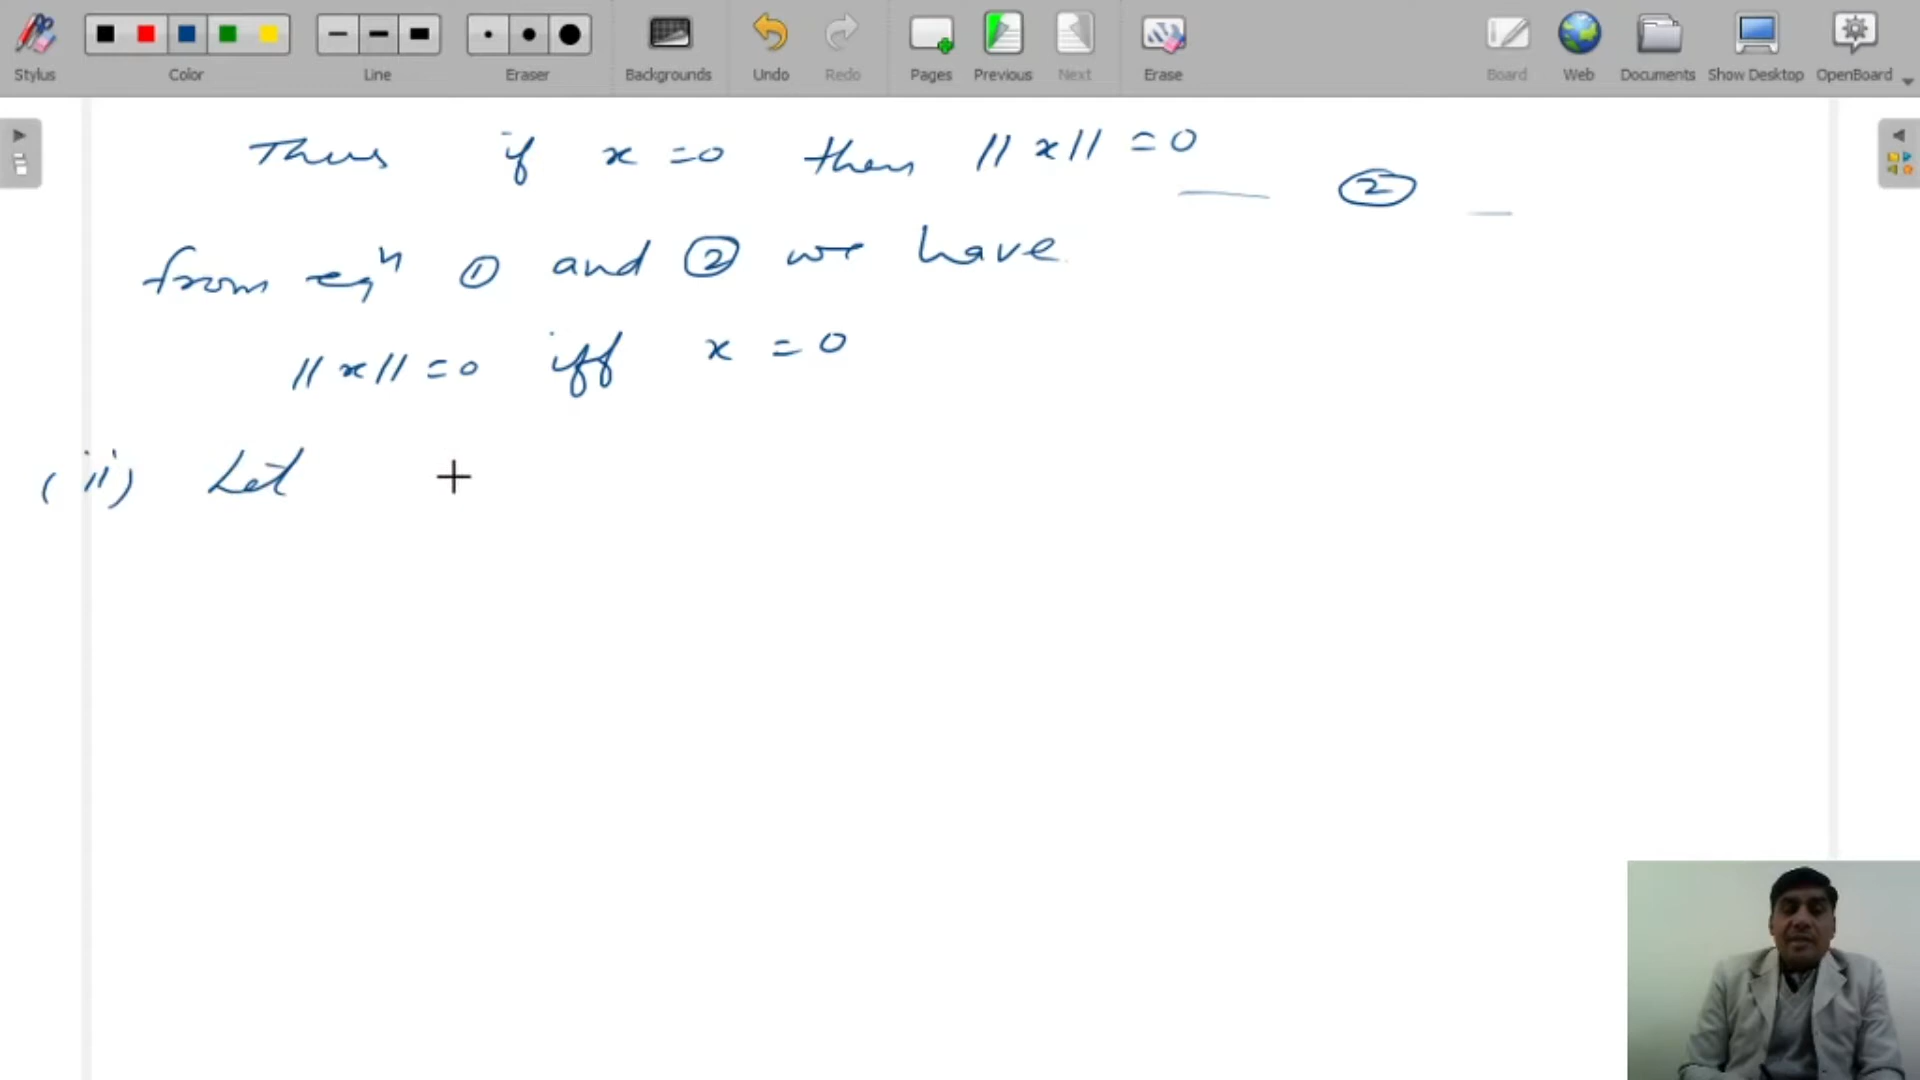 Stylus Color Line Eraser Backgrounds Undo Redo Pages Previous Next Erase Board Web Documents Show Desktop OpenBoard
Thus if x = 0 then ||x|| = 0
②
from eqⁿ ① and ② we have
||x|| = 0 iff x = 0
(ii) Let